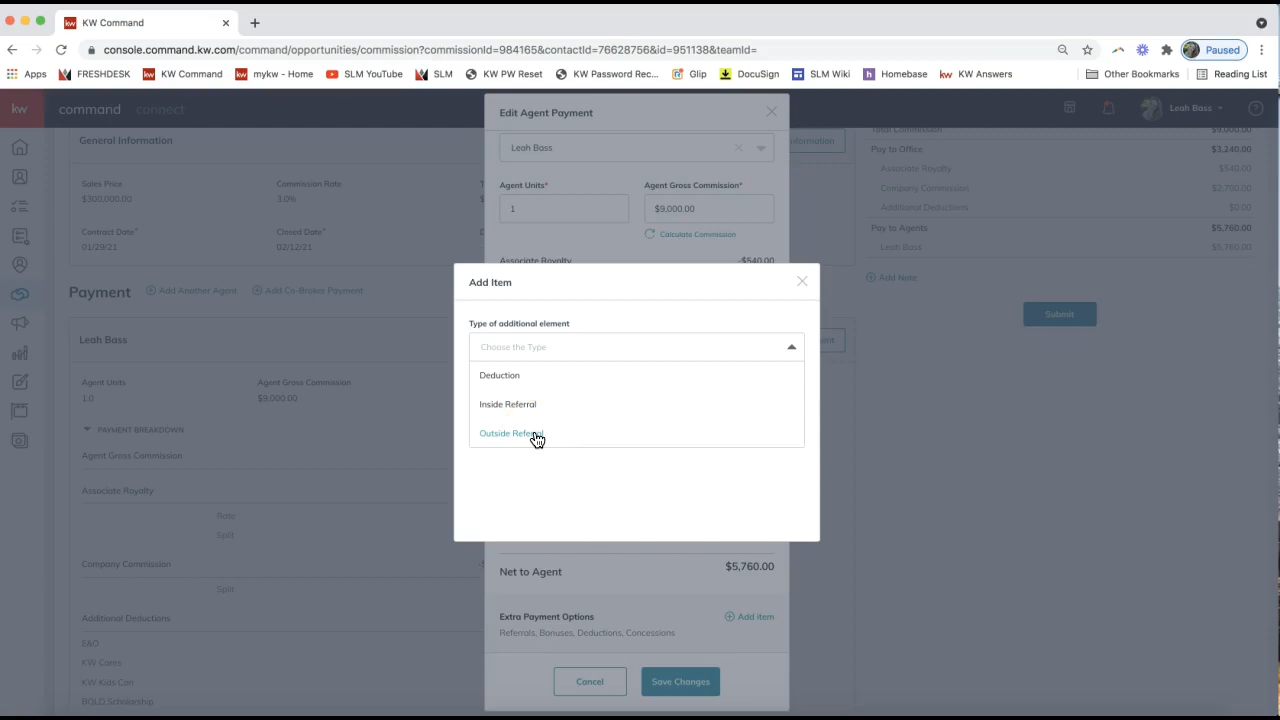 KW Command
console.command.kw.com/command/opportunities/commission?commissionId=984165&contactId=76628756&id=951138&teamId=
Paused
Apps FRESHDESK KW Command mykw - Home SLM YouTube SLM KW PW Reset KW Password Rec... Glip DocuSign SLM Wiki Homebase KW Answers Other Bookmarks Reading List
kw command connect Leah Bass
Edit Agent Payment
General Information
Leah Bass
Sales Price Commission Rate
$300,000.00 3.0%
Contract Date* Closed Date*
01/29/21 02/12/21
Agent Units* Agent Gross Commission*
1 $9,000.00
Calculate Commission
Associate Royalty -$540.00
Total Commission $9,000.00
Pay to Office $3,240.00
Associate Royalty $540.00
Company Commission $2,700.00
Additional Deductions $0.00
Pay to Agents $5,760.00
Leah Bass $5,760.00
Add Note
Submit
Payment Add Another Agent Add Co-Broker Payment
Leah Bass
Agent Units Agent Gross Commission
1.0 $9,000.00
PAYMENT BREAKDOWN
Agent Gross Commission
Associate Royalty
Rate
Split
Company Commission
Split
Additional Deductions
E&O
KW Cares
KW Kids Can
BOLD Scholarship
Add Item
Type of additional element
Choose the Type
Deduction
Inside Referral
Outside Referral
Net to Agent $5,760.00
Extra Payment Options Add item
Referrals, Bonuses, Deductions, Concessions
Cancel Save Changes